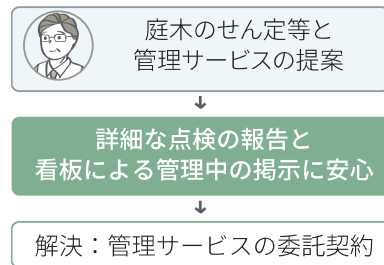 庭木のせん定等と
管理サービスの提案
↓
詳細な点検の報告と
看板による管理中の掲示に安心
↓
解決：管理サービスの委託契約